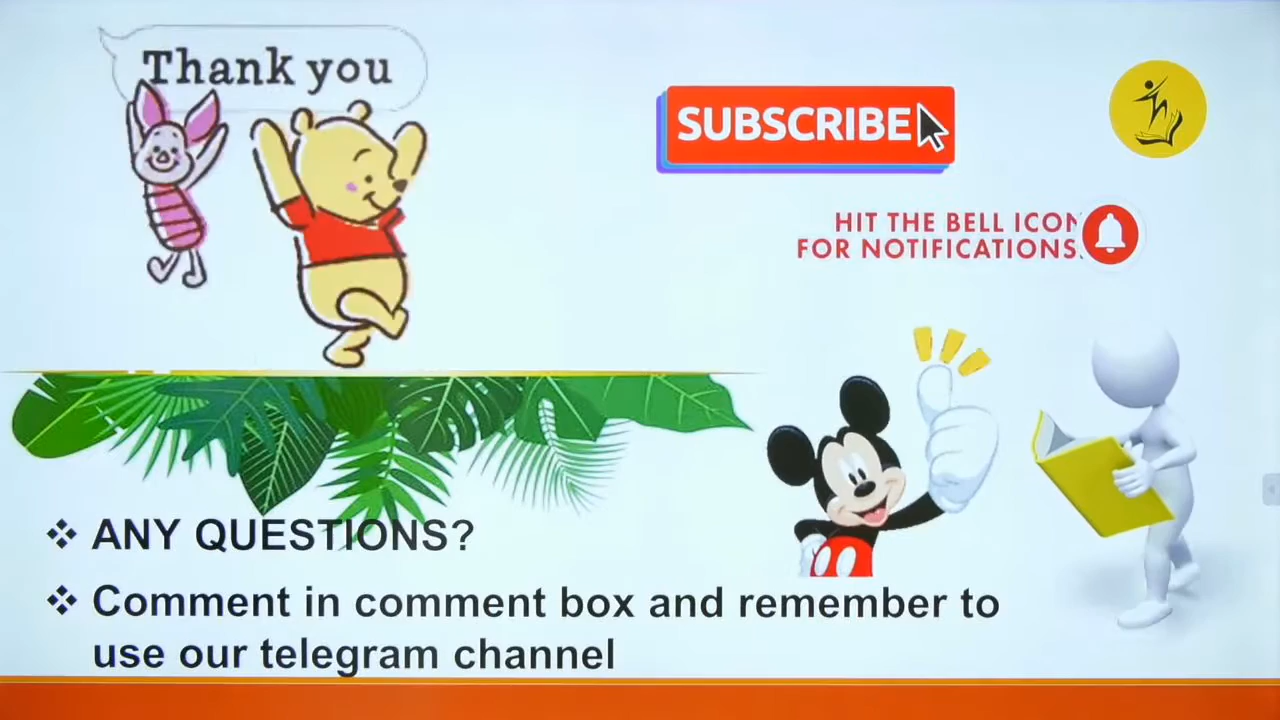 Thank you
SUBSCRIBE
HIT THE BELL ICON
FOR NOTIFICATIONS.
ANY QUESTIONS?
Comment in comment box and remember to
use our telegram channel